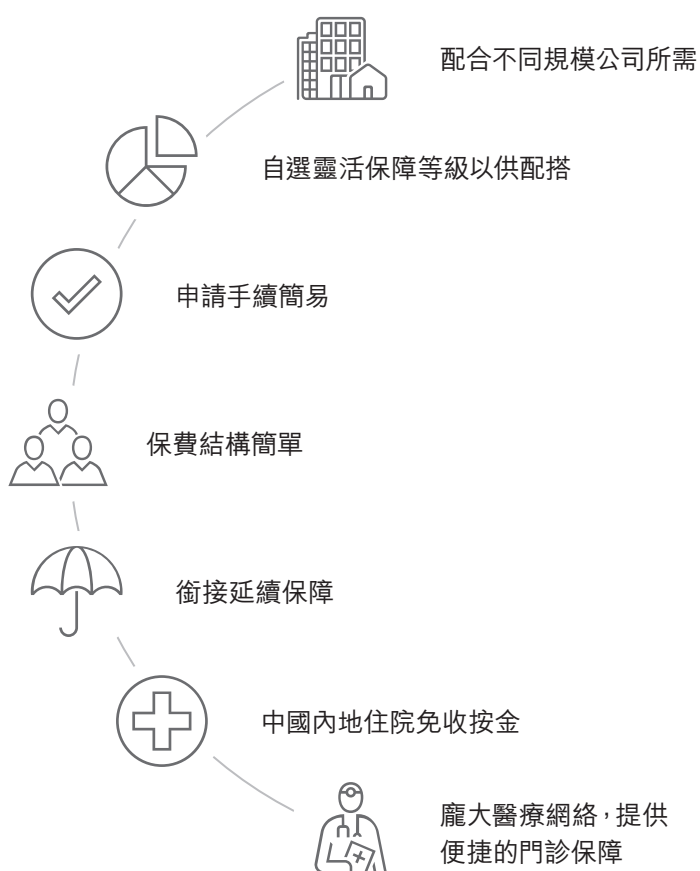 配合不同規模公司所需
自選靈活保障等級以供配搭
申請手續簡易
保費結構簡單
銜接延續保障
中國內地住院免收按金
龐大醫療網絡，提供
便捷的門診保障